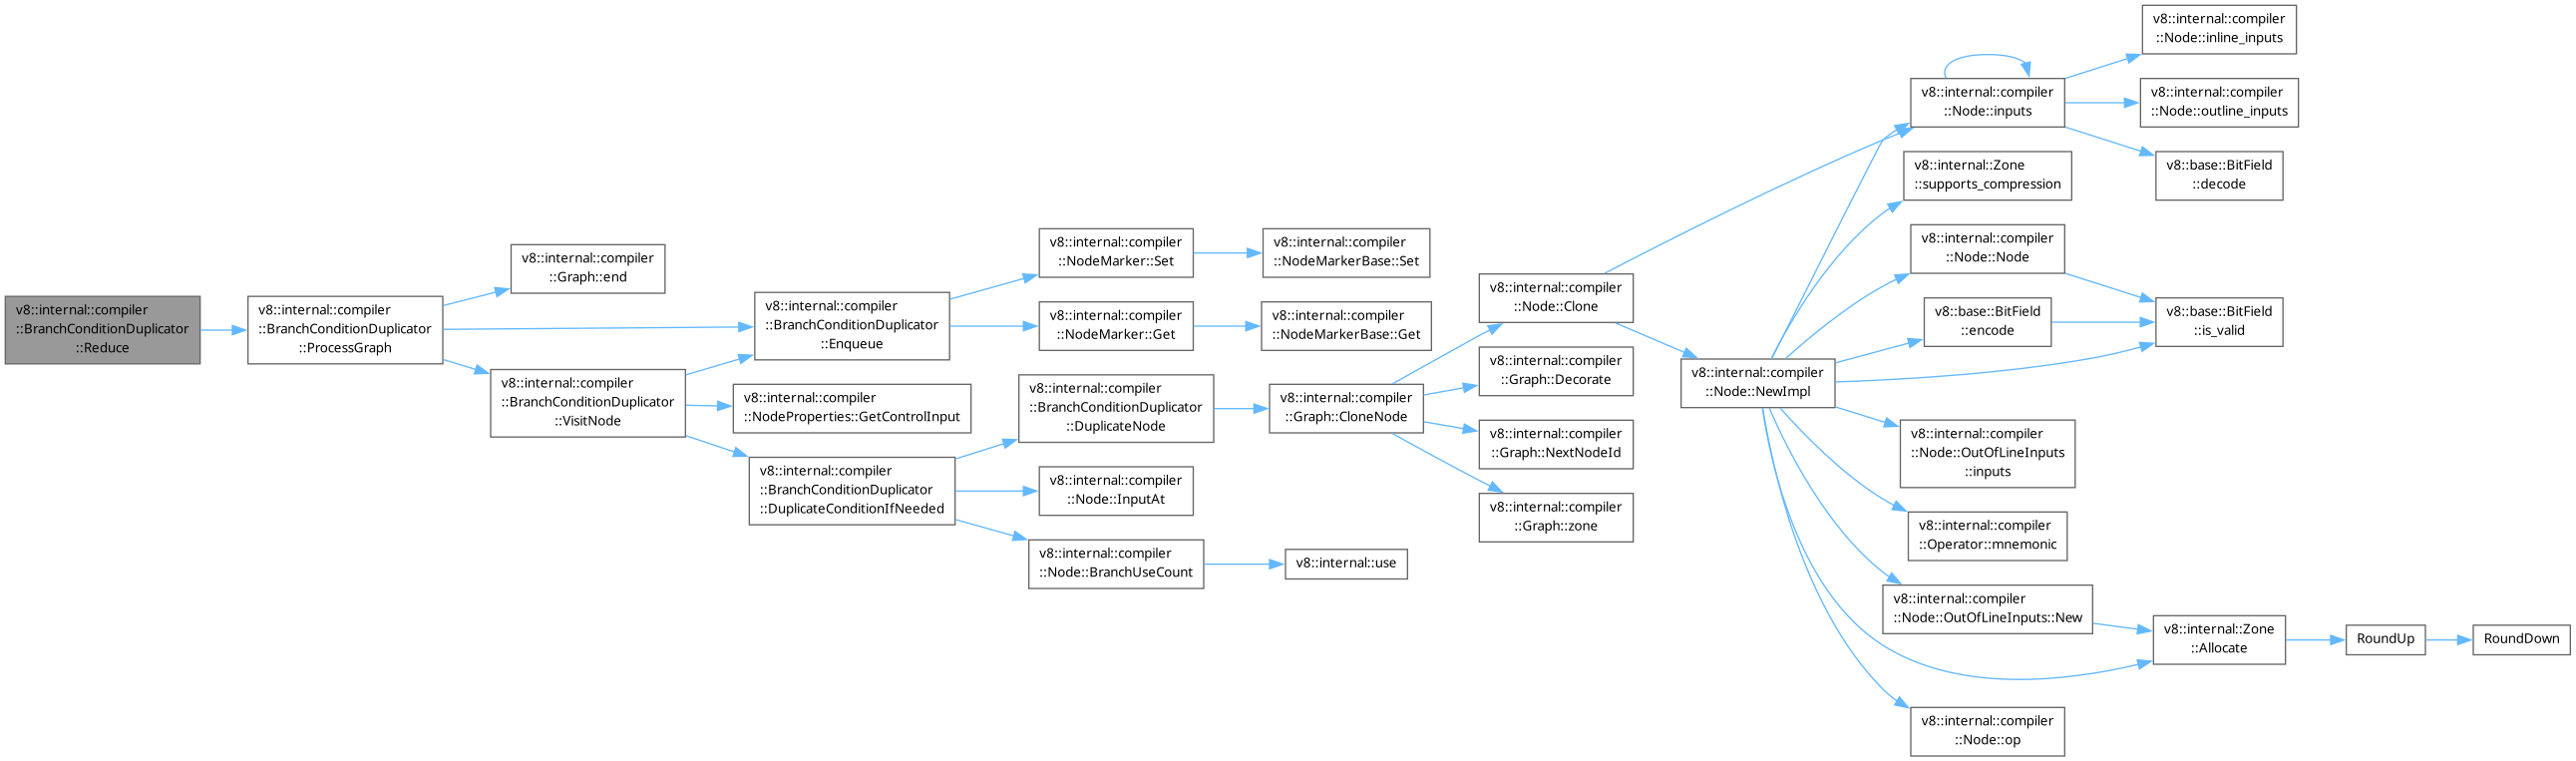 v8::internal::compiler
::BranchConditionDuplicator
::Reduce
v8::internal::compiler
::BranchConditionDuplicator
::ProcessGraph
v8::internal::compiler
::Graph::end
v8::internal::compiler
::BranchConditionDuplicator
::VisitNode
v8::internal::compiler
::BranchConditionDuplicator
::Enqueue
v8::internal::compiler
::NodeProperties::GetControlInput
v8::internal::compiler
::BranchConditionDuplicator
::DuplicateConditionIfNeeded
v8::internal::compiler
::NodeMarker::Set
v8::internal::compiler
::NodeMarker::Get
v8::internal::compiler
::BranchConditionDuplicator
::DuplicateNode
v8::internal::compiler
::Node::InputAt
v8::internal::compiler
::Node::BranchUseCount
v8::internal::compiler
::NodeMarkerBase::Set
v8::internal::compiler
::NodeMarkerBase::Get
v8::internal::compiler
::Graph::CloneNode
v8::internal::use
v8::internal::compiler
::Node::Clone
v8::internal::compiler
::Graph::Decorate
v8::internal::compiler
::Graph::NextNodeId
v8::internal::compiler
::Graph::zone
v8::internal::compiler
::Node::NewImpl
v8::internal::compiler
::Node::inputs
v8::internal::Zone
::supports_compression
v8::internal::compiler
::Node::Node
v8::base::BitField
::encode
v8::internal::compiler
::Node::OutOfLineInputs
::inputs
v8::internal::compiler
::Operator::mnemonic
v8::internal::compiler
::Node::OutOfLineInputs::New
v8::internal::compiler
::Node::op
v8::internal::compiler
::Node::inline_inputs
v8::internal::compiler
::Node::outline_inputs
v8::base::BitField
::decode
v8::base::BitField
::is_valid
v8::internal::Zone
::Allocate
RoundUp
RoundDown